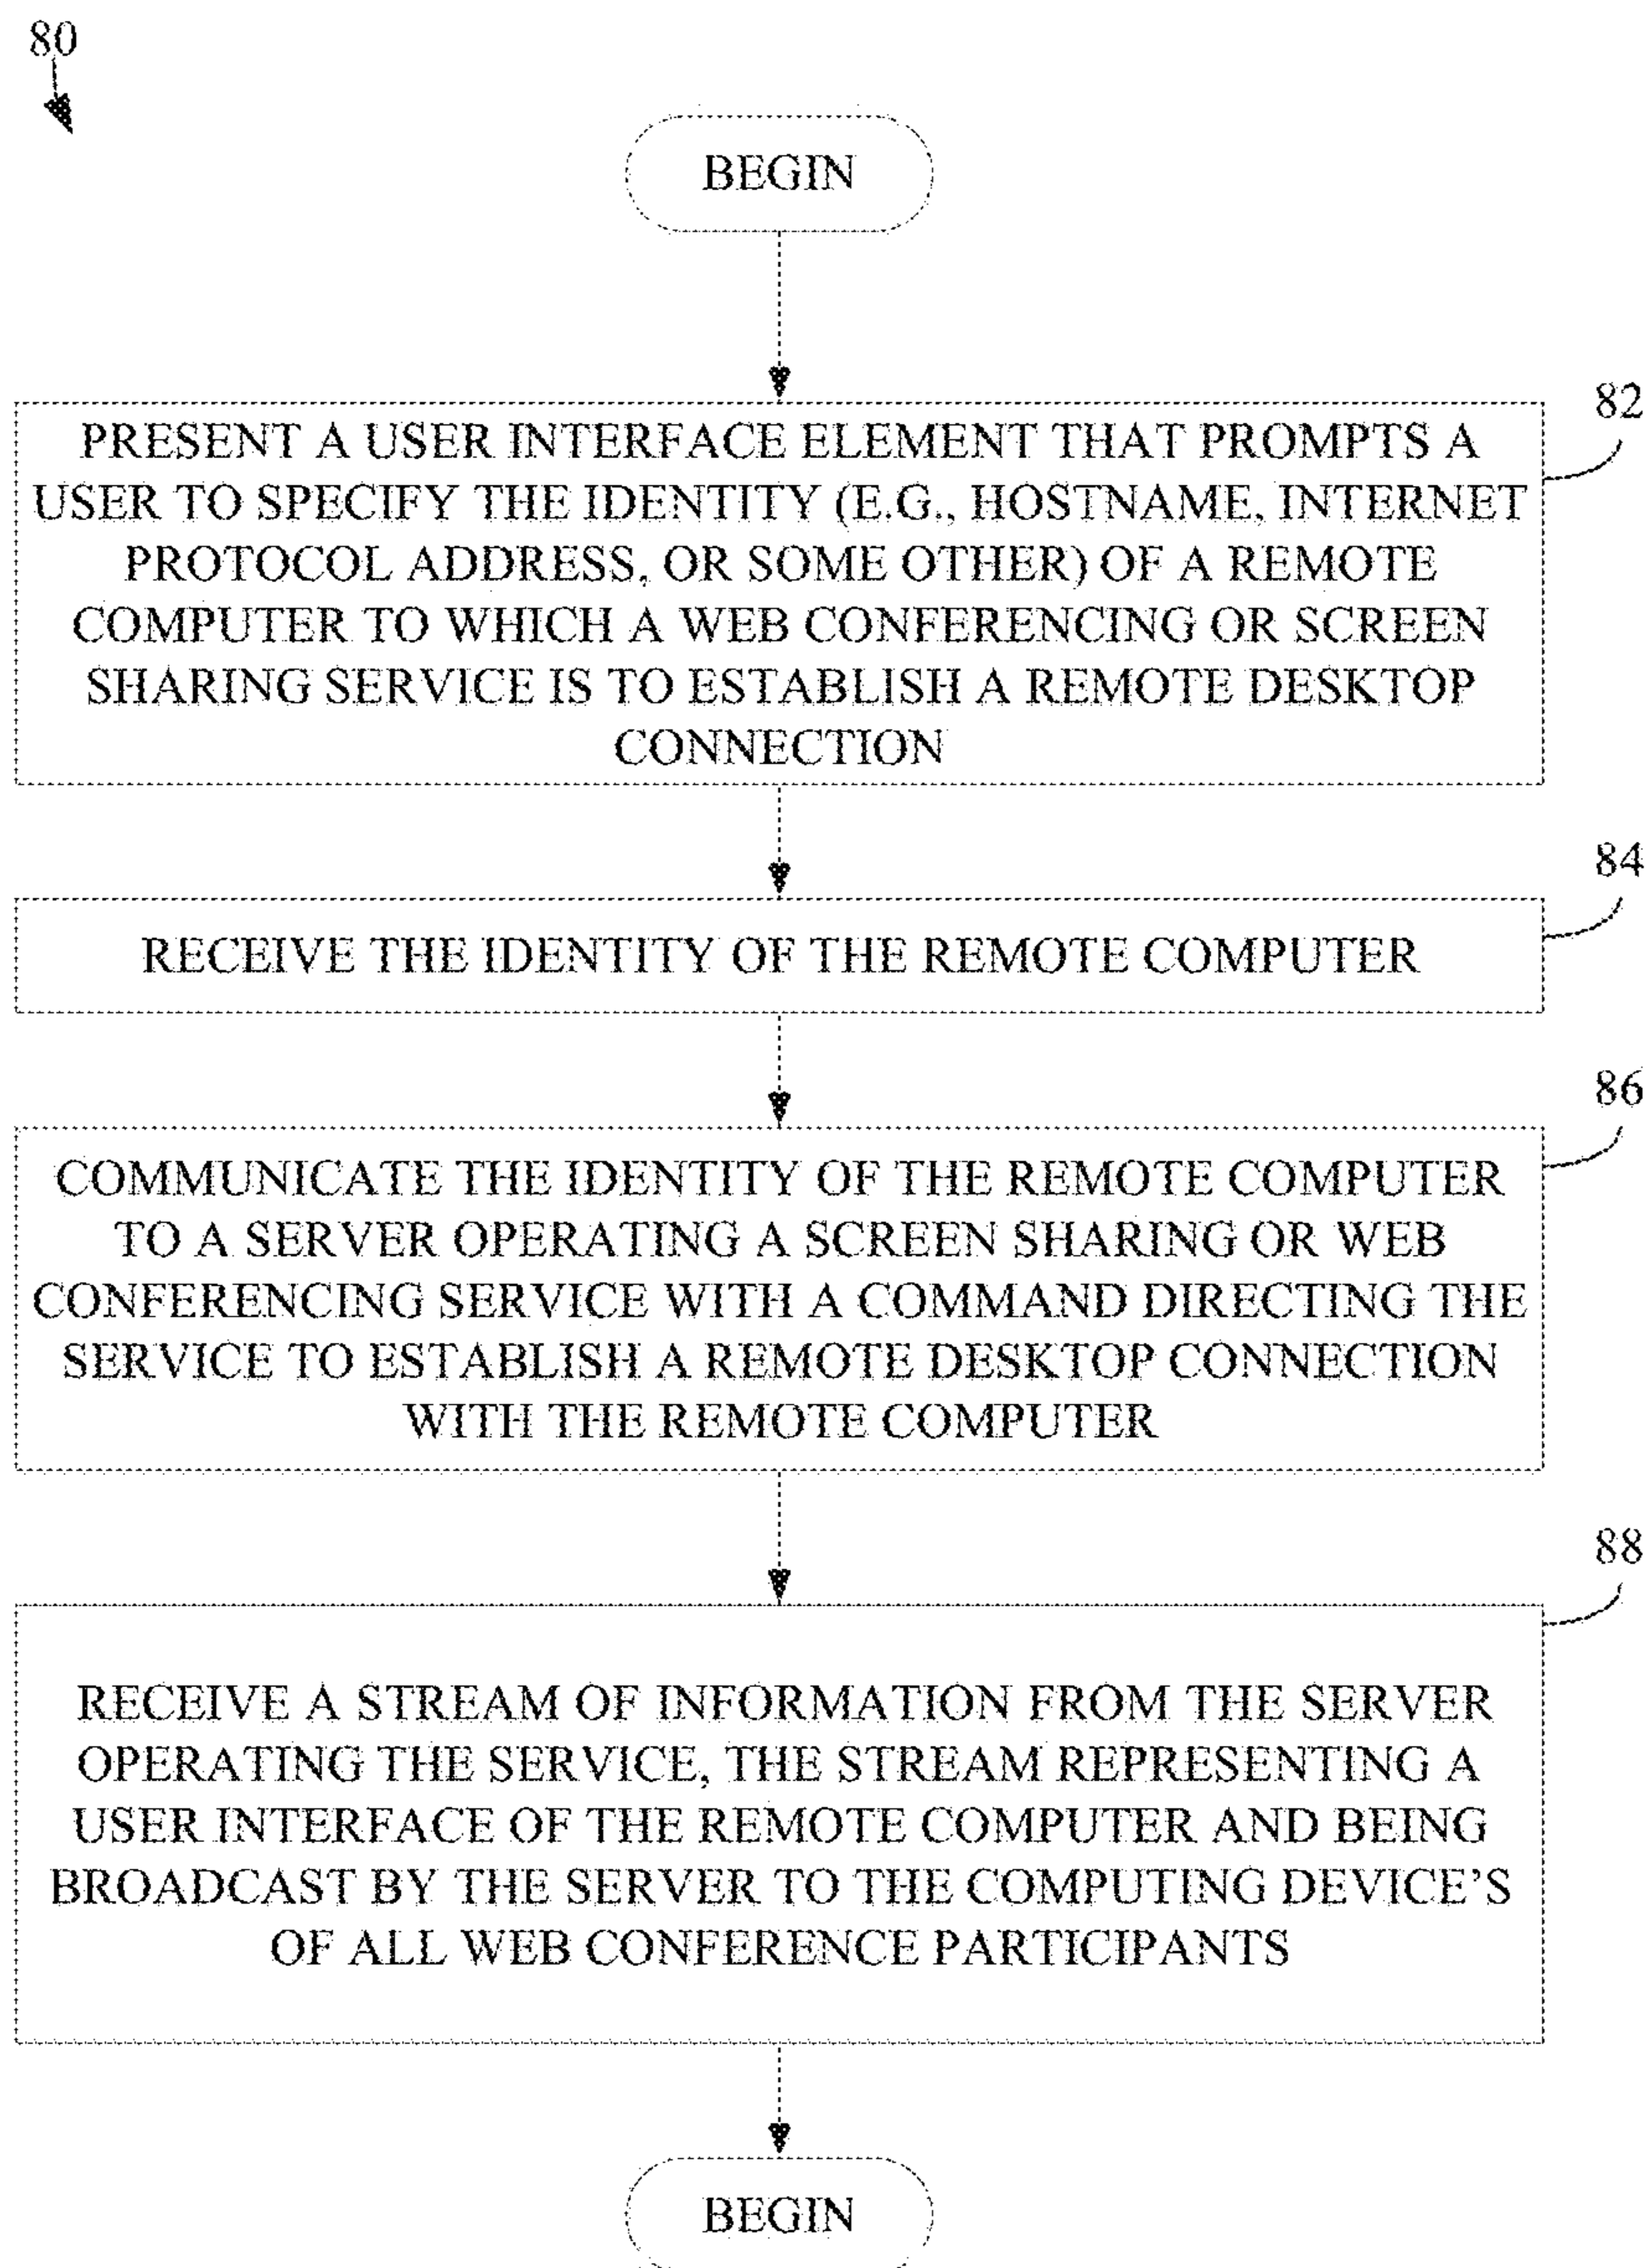 80
BEGIN
82
PRESENT A USER INTERFACE ELEMENT THAT PROMPTS A
USER TO SPECIFY THE IDENTITY (E.G., HOSTNAME, INTERNET
PROTOCOL ADDRESS, OR SOME OTHER) OF A REMOTE
COMPUTER TO WHICH A WEB CONFERENCING OR SCREEN
SHARING SERVICE IS TO ESTABLISH A REMOTE DESKTOP
CONNECTION
84
RECEIVE THE IDENTITY OF THE REMOTE COMPUTER
86
COMMUNICATE THE IDENTITY OF THE REMOTE COMPUTER
TO A SERVER OPERATING A SCREEN SHARING OR WEB
CONFERENCING SERVICE WITH A COMMAND DIRECTING THE
SERVICE TO ESTABLISH A REMOTE DESKTOP CONNECTION
WITH THE REMOTE COMPUTER
88
RECEIVE A STREAM OF INFORMATION FROM THE SERVER
OPERATING THE SERVICE, THE STREAM REPRESENTING A
USER INTERFACE OF THE REMOTE COMPUTER AND BEING
BROADCAST BY THE SERVER TO THE COMPUTING DEVICE'S
OF ALL WEB CONFERENCE PARTICIPANTS
BEGIN